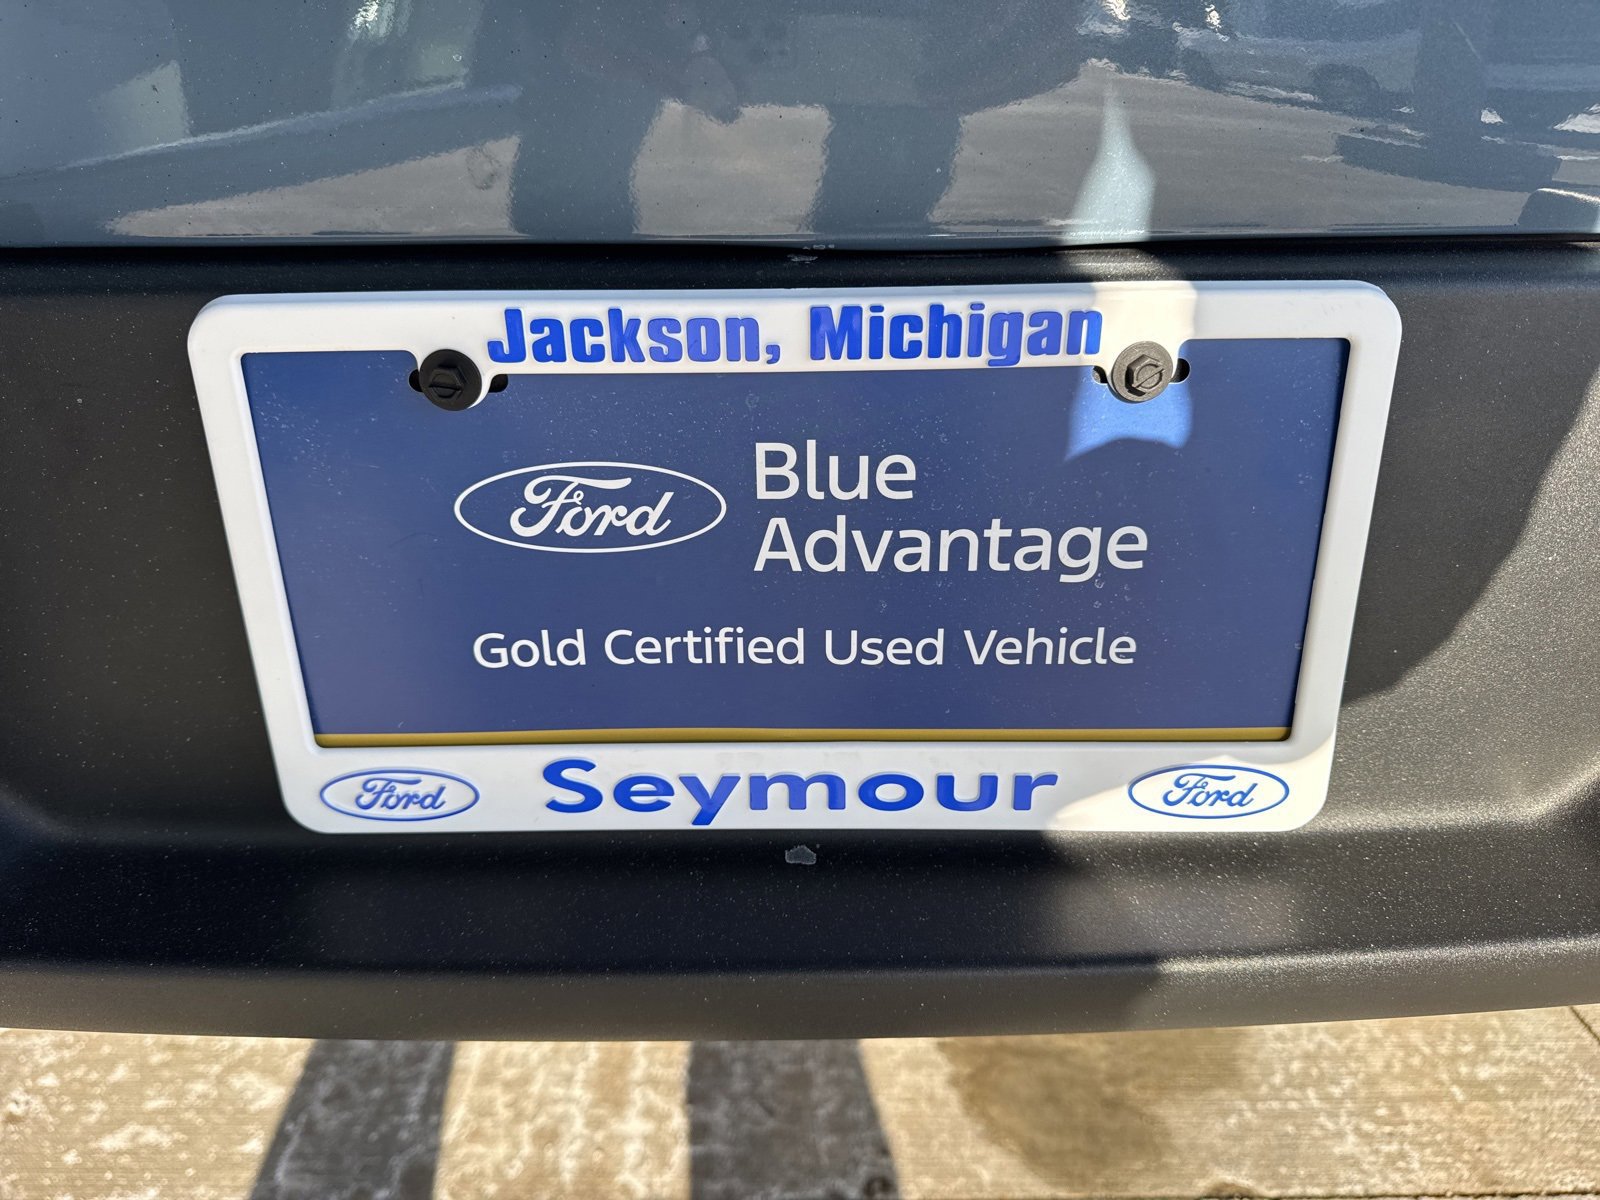 Jackson, Michigan
Ford
Blue
Advantage
Gold Certified Used Vehicle
Ford Seymour Ford